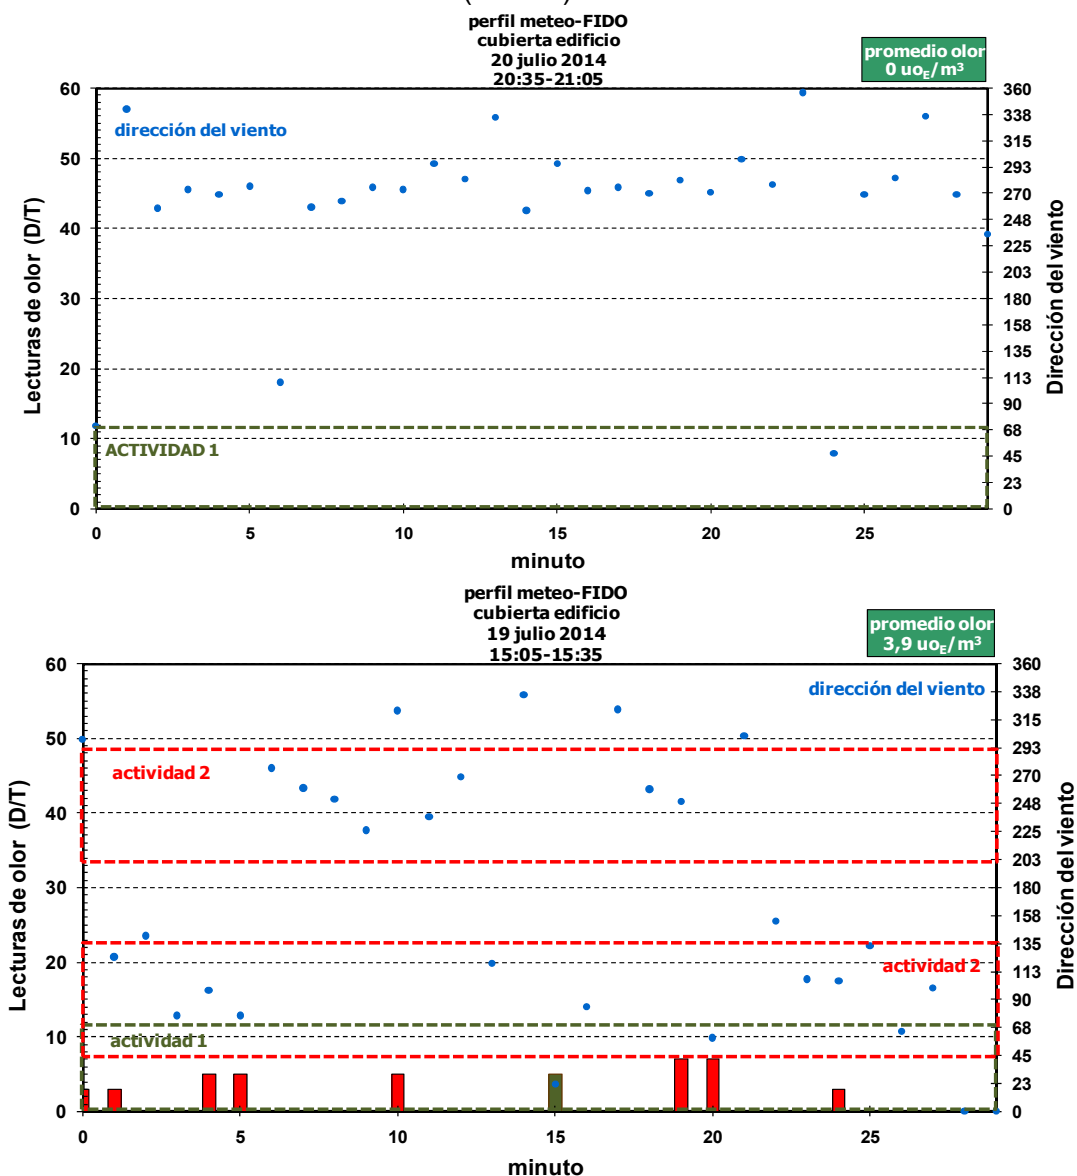 perfil meteo-FIDO
cubierta edificio
20 julio 2014
20:35-21:05
promedio olor
0 uoE/m³
60
50
40
30
20
10
0
Lecturas de olor (D/T)
dirección del viento
ACTIVIDAD 1
360
338
315
293
270
248
225
203
180
158
135
113
90
68
45
23
0
Dirección del viento
0 5 10 15 20 25
minuto
perfil meteo-FIDO
cubierta edificio
19 julio 2014
15:05-15:35
promedio olor
3,9 uoE/m³
60
50
40
30
20
10
0
Lecturas de olor (D/T)
dirección del viento
actividad 2
actividad 2
actividad 1
360
338
315
293
270
248
225
203
180
158
135
113
90
68
45
23
0
Dirección del viento
0 5 10 15 20 25
minuto